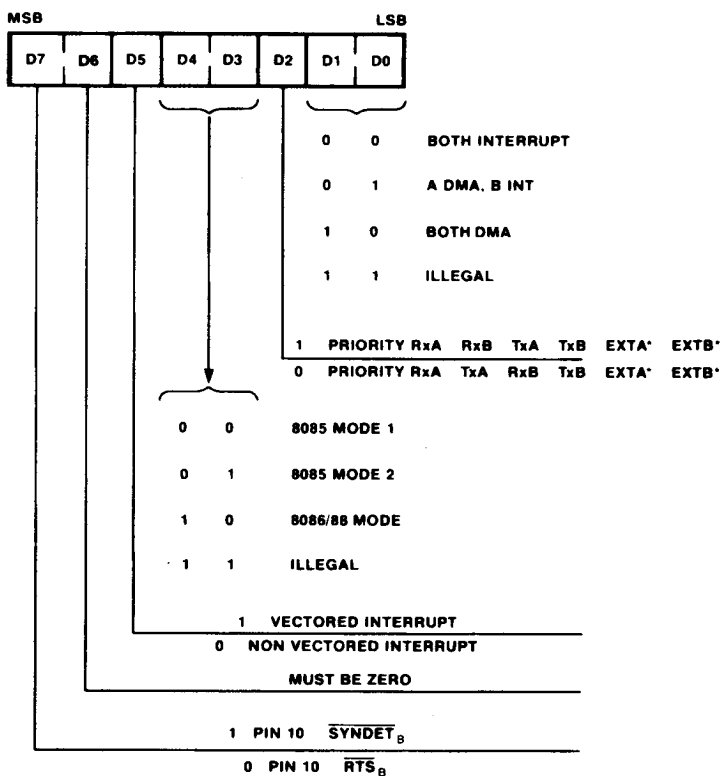 MSB LSB
D7 D6 D5 D4 D3 D2 D1 D0
0 0 BOTH INTERRUPT
0 1 A DMA, B INT
1 0 BOTH DMA
1 1 ILLEGAL
1 PRIORITY RxA RxB TxA TxB EXTA* EXTB*
0 PRIORITY RxA TxA RxB TxB EXTA* EXTB*
0 0 8085 MODE 1
0 1 8085 MODE 2
1 0 8086/88 MODE
1 1 ILLEGAL
1 VECTORED INTERRUPT
0 NON VECTORED INTERRUPT
MUST BE ZERO
1 PIN 10 SYNDET B
0 PIN 10 RTS B